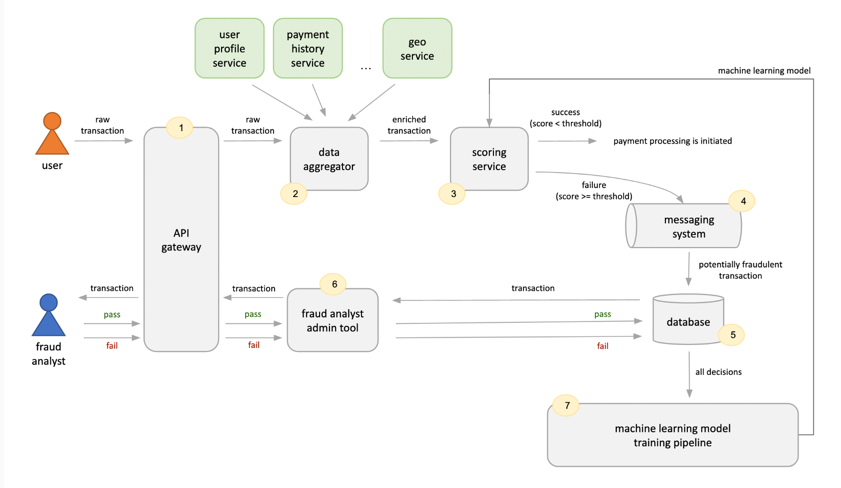 user
profile
service
payment
history
service
...
geo
service
machine learning model
raw
transaction
1
raw
transaction
enriched
transaction
success
(score < threshold)
payment processing is initiated
user
data
aggregator
2
scoring
service
3
failure
(score >= threshold)
4
messaging
system
API
gateway
potentially fraudulent
transaction
transaction
transaction
6
transaction
pass
fail
pass
fail
fraud analyst
admin tool
pass
fail
database
5
fraud
analyst
all decisions
7
machine learning model
training pipeline